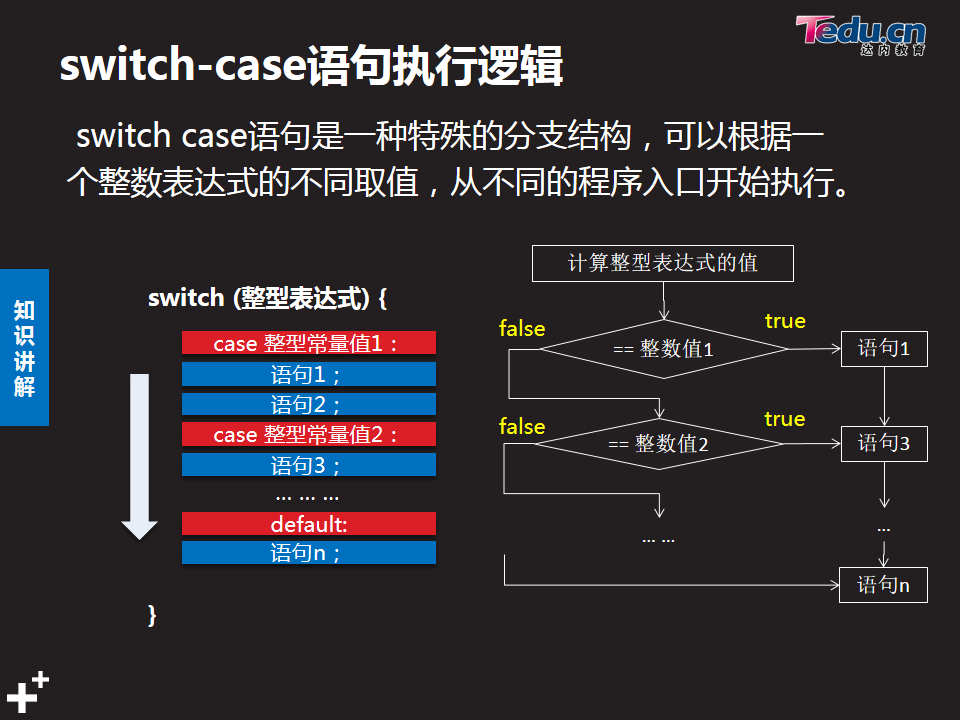 Tedu.cn
达内教育
switch-case语句执行逻辑
switch case语句是一种特殊的分支结构，可以根据一
个整数表达式的不同取值，从不同的程序入口开始执行。
知识讲解
switch (整型表达式) {
case 整型常量值1：
语句1；
语句2；
case 整型常量值2：
语句3；
... ... ...
default:
语句n；
}
计算整型表达式的值
false
true
== 整数值1
语句1
false
true
== 整数值2
语句3
... ...
...
语句n